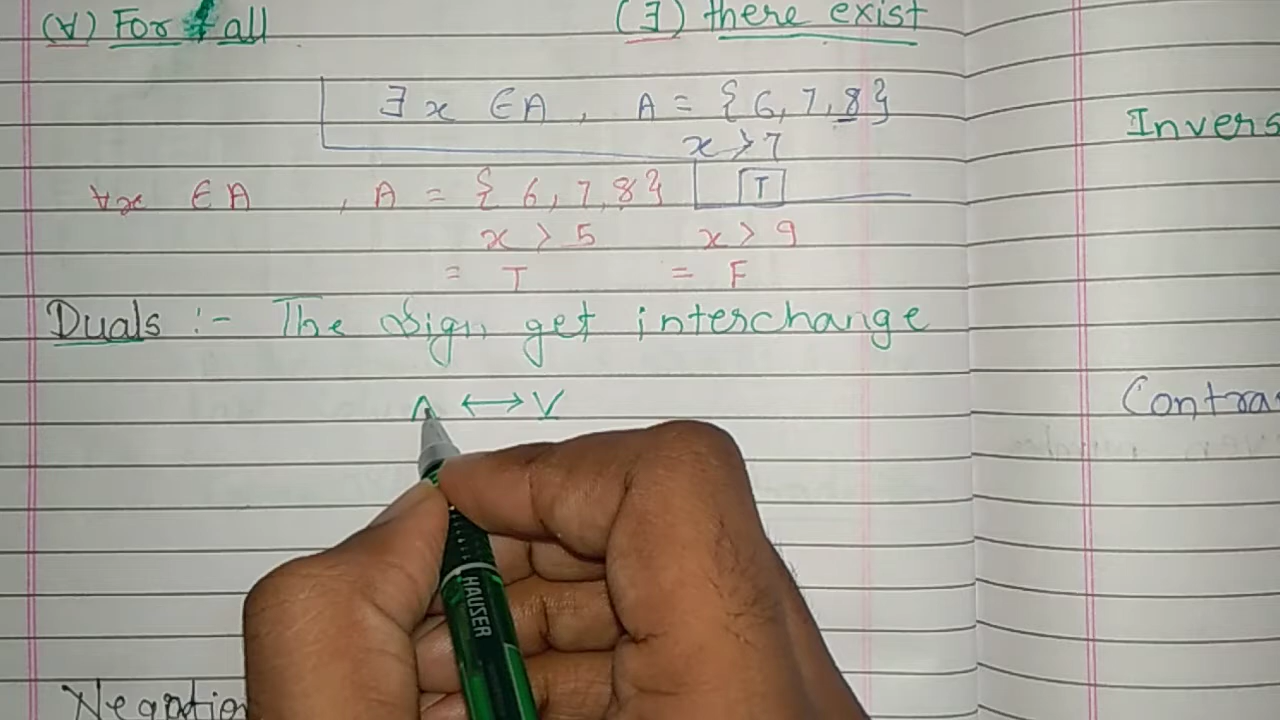 (∀) For all
(∃) there exist
∃ x ∈ A , A = {6, 7, 8}
x > 7
∀x ∈ A , A = {6, 7, 8}
T
x > 5
x > 9
= T
= F
Duals :- The sign get interchange
∧ ↔ ∨
Invers
Contra
Negation
HAUSER